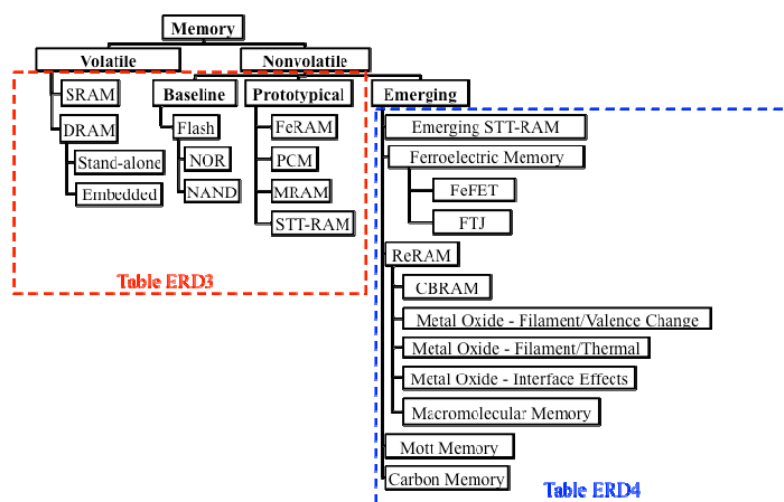 Memory
Volatile
Nonvolatile
SRAM
DRAM
Stand-alone
Embedded
Baseline
Flash
NOR
NAND
Prototypical
FeRAM
PCM
MRAM
STT-RAM
Table ERD3
Emerging
Emerging STT-RAM
Ferroelectric Memory
FeFET
FTJ
ReRAM
CBRAM
Metal Oxide - Filament/Valence Change
Metal Oxide - Filament/Thermal
Metal Oxide - Interface Effects
Macromolecular Memory
Mott Memory
Carbon Memory
Table ERD4